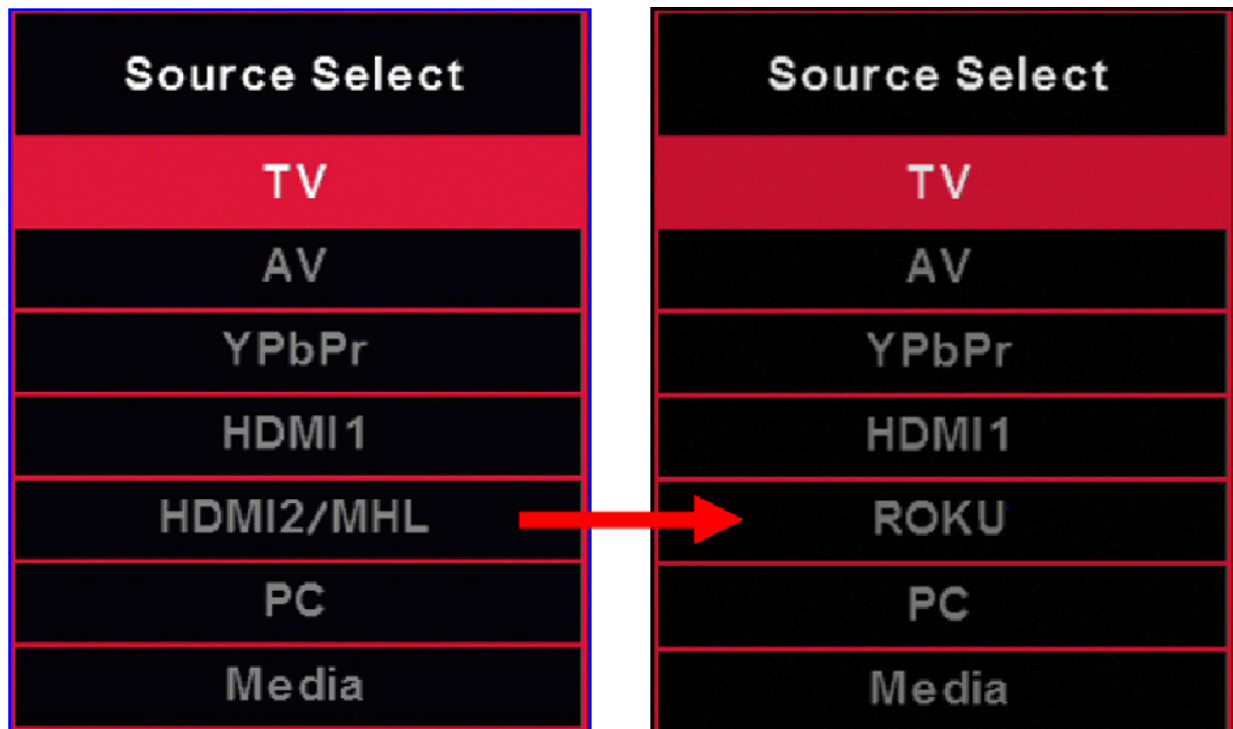 Source Select
TV
AV
YPbPr
HDMI1
HDMI2/MHL
PC
Media
Source Select
TV
AV
YPbPr
HDMI1
ROKU
PC
Media